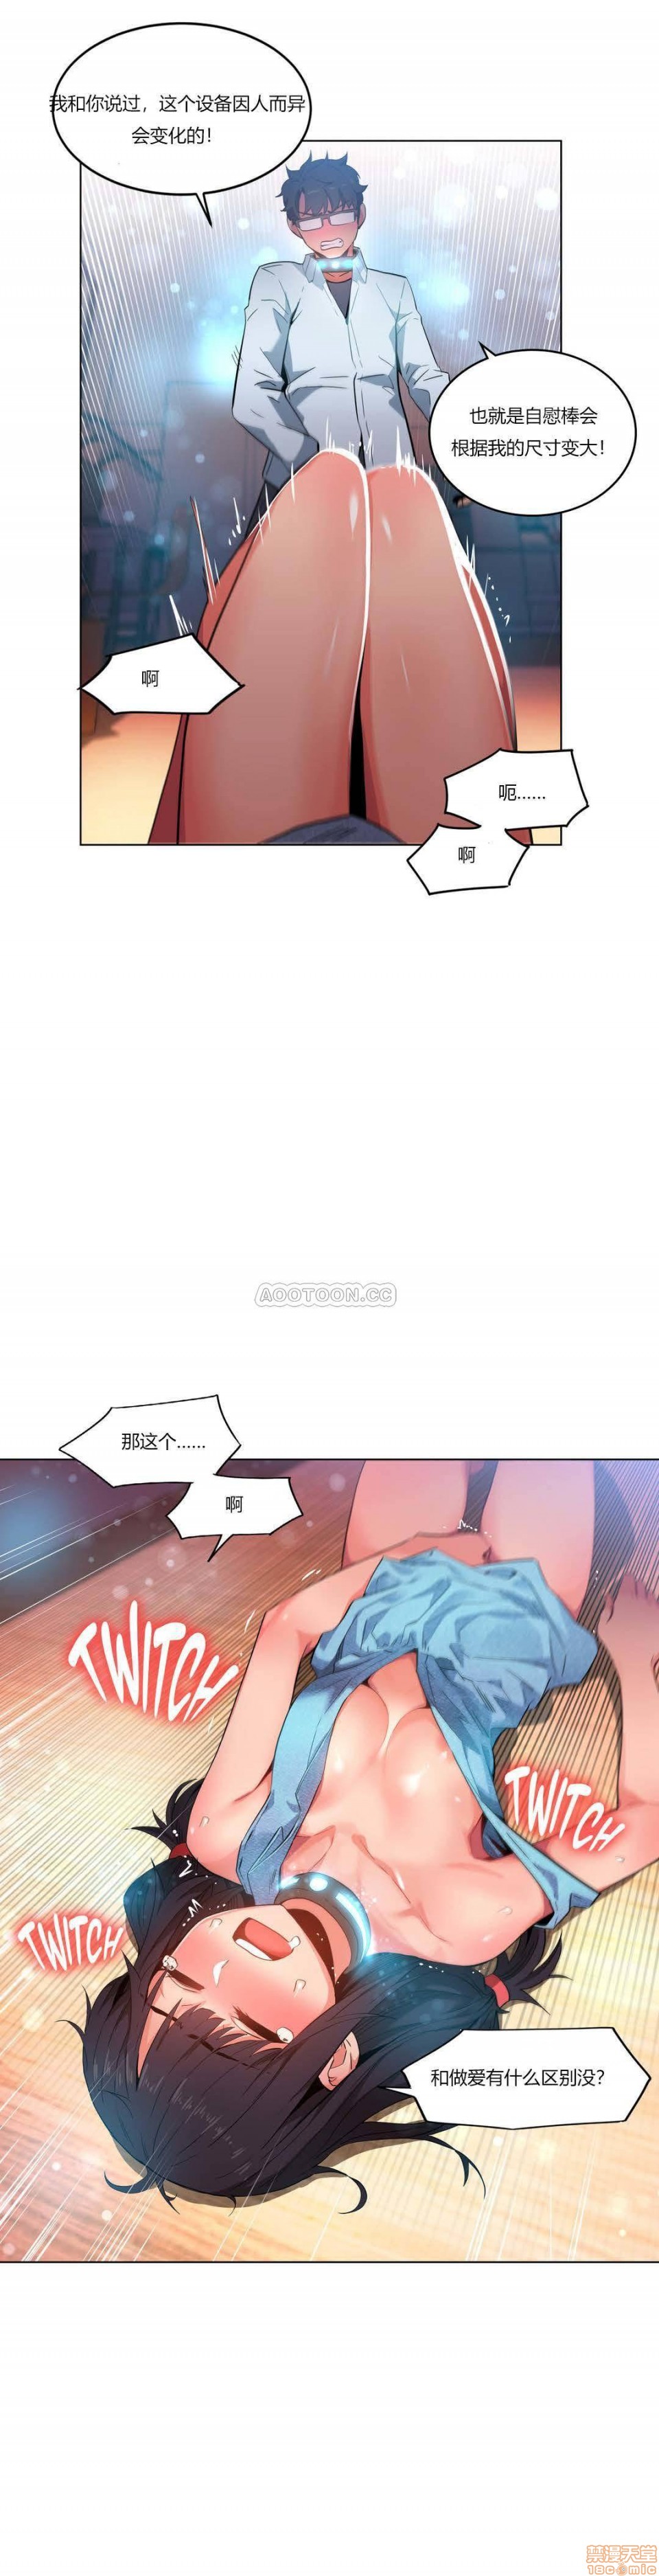 我和你说过，这个设备因人而异
会变化的！
也就是自慰棒会
根据我的尺寸变大！
啊
呃……
啊
AOOTOON.CC
那这个……
啊
TWITCH
TWITCH
TWITCH
和做爱有什么区别没？
禁漫天堂
18comic